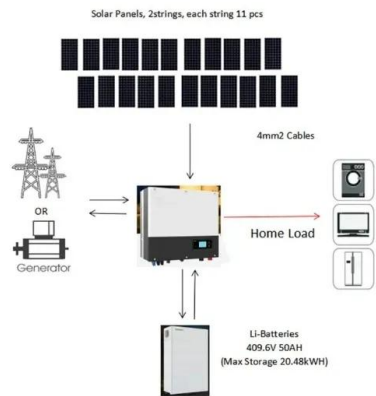 Solar Panels, 2strings, each string 11 pcs
4mm2 Cables
OR
Generator
Home Load
Li-Batteries
409.6V 50AH
(Max Storage 20.48kWH)